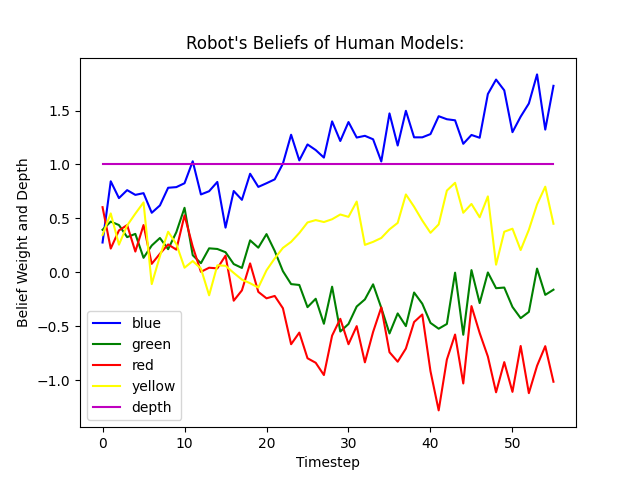 Robot's Beliefs of Human Models:
Belief Weight and Depth
1.5
1.0
0.5
0.0
−0.5
−1.0
blue
green
red
yellow
depth
0 10 20 30 40 50
Timestep